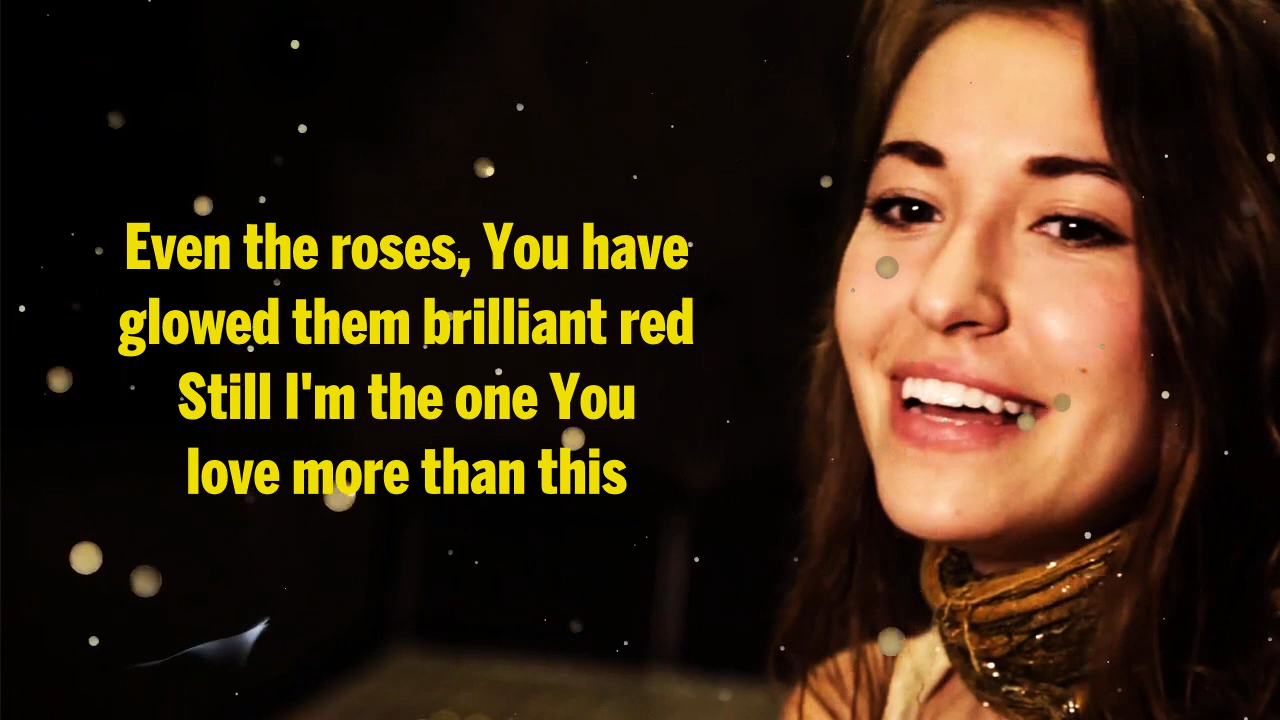 Even the roses, You have
glowed them brilliant red
Still I'm the one You
love more than this